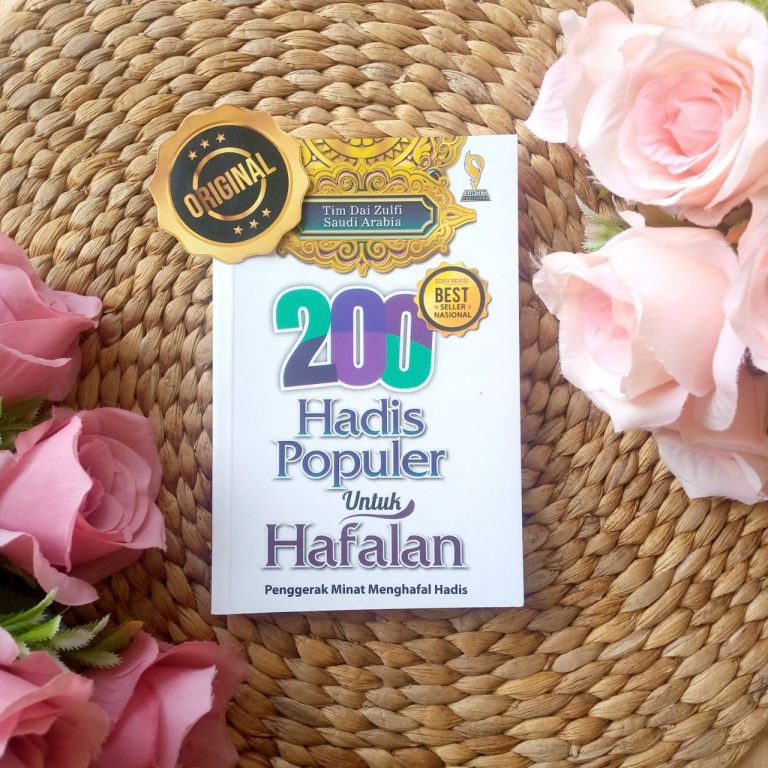 ORIGINAL
Tim Dai Zulfi
Saudi Arabia
EDISI REVISI
BEST
SELLER
NASIONAL
200
Hadis
Populer
Untuk
Hafalan
Penggerak Minat Menghafal Hadis